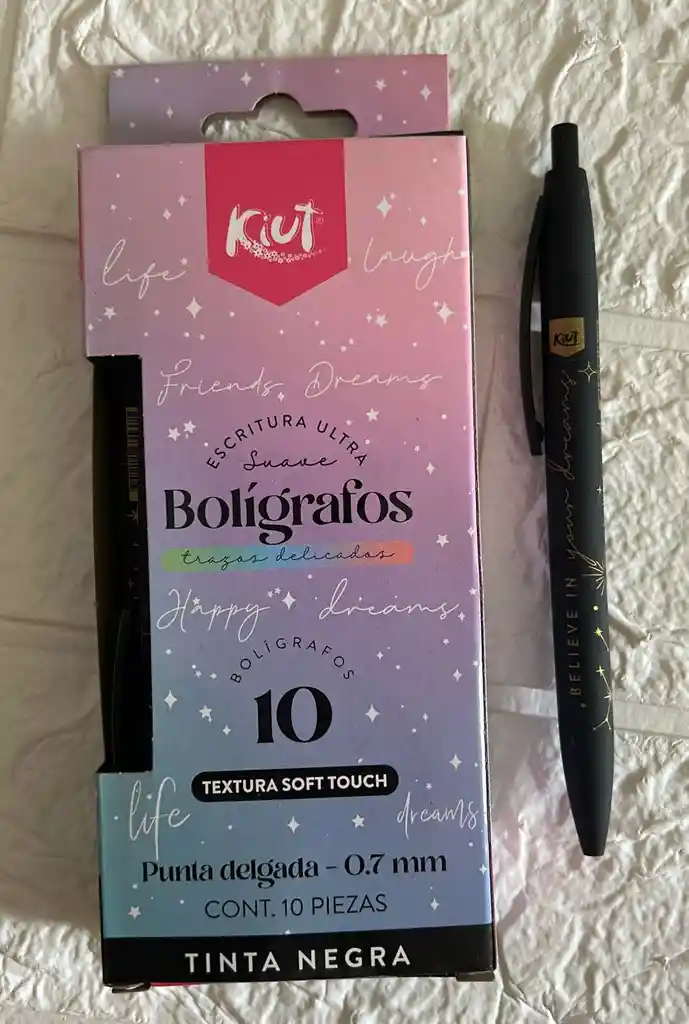 Kiut
life laugh
Friends, Dreams
ESCRITURA ULTRA
Suave
Bolígrafos
trazos delicados
Happy dreams
BOLÍGRAFOS
10
TEXTURA SOFT TOUCH
life dreams
Punta delgada - 0.7 mm
CONT. 10 PIEZAS
TINTA NEGRA
Kiut
BELIEVE IN your dreams